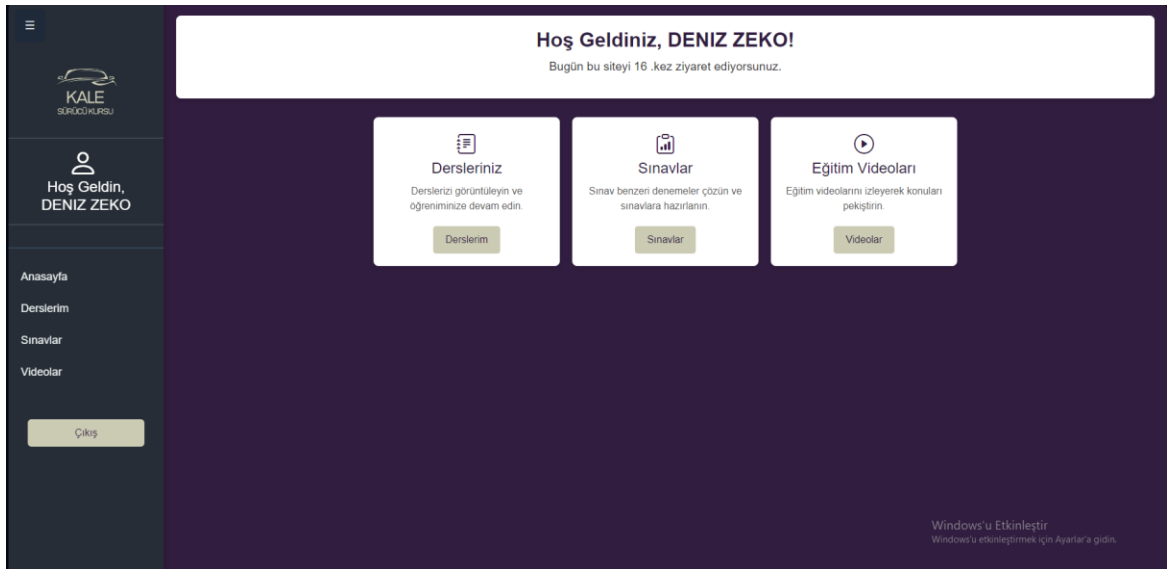 ☰
KALE
SÜRÜCÜ KURSU
Hoş Geldin,
DENIZ ZEKO
Anasayfa
Derslerim
Sınavlar
Videolar
Çıkış
Hoş Geldiniz, DENIZ ZEKO!
Bugün bu siteyi 16 .kez ziyaret ediyorsunuz.
Dersleriniz
Derslerizi görüntüleyin ve
öğreniminize devam edin.
Derslerim
Sınavlar
Sınav benzeri denemeler çözün ve
sınavlara hazırlanın.
Sınavlar
Eğitim Videoları
Eğitim videolarını izleyerek konuları
pekiştirin.
Videolar
Windows'u Etkinleştir
Windows'u etkinleştirmek için Ayarlar'a gidin.